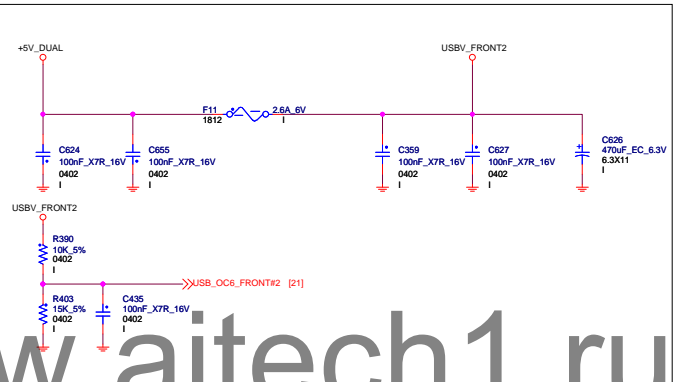 +5V_DUAL
USBV_FRONT2
F11
2.6A_6V
1812
I
C624
100nF_X7R_16V
0402
I
C655
100nF_X7R_16V
0402
I
C359
100nF_X7R_16V
0402
I
C627
100nF_X7R_16V
0402
I
C626
470uF_EC_6.3V
6.3X11
I
USBV_FRONT2
R390
10K_5%
0402
I
USB_OC6_FRONT#2 [21]
R403
15K_5%
0402
I
C435
100nF_X7R_16V
0402
I
w.aitech1.ru